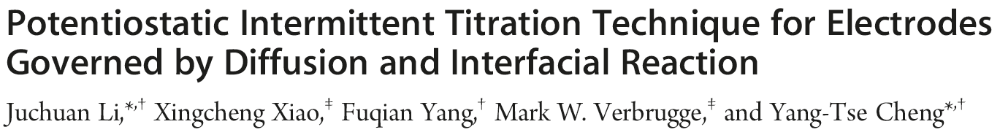 Potentiostatic Intermittent Titration Technique for Electrodes
Governed by Diffusion and Interfacial Reaction
Juchuan Li,*,† Xingcheng Xiao,‡ Fuqian Yang,† Mark W. Verbrugge,‡ and Yang-Tse Cheng*,†